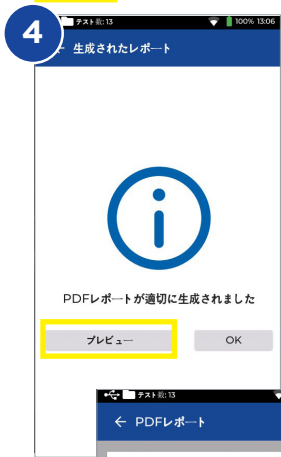 4
テスト数: 13 100% 13:06
← 生成されたレポート
PDFレポートが適切に生成されました
プレビュー OK
テスト数: 13
← PDFレポート